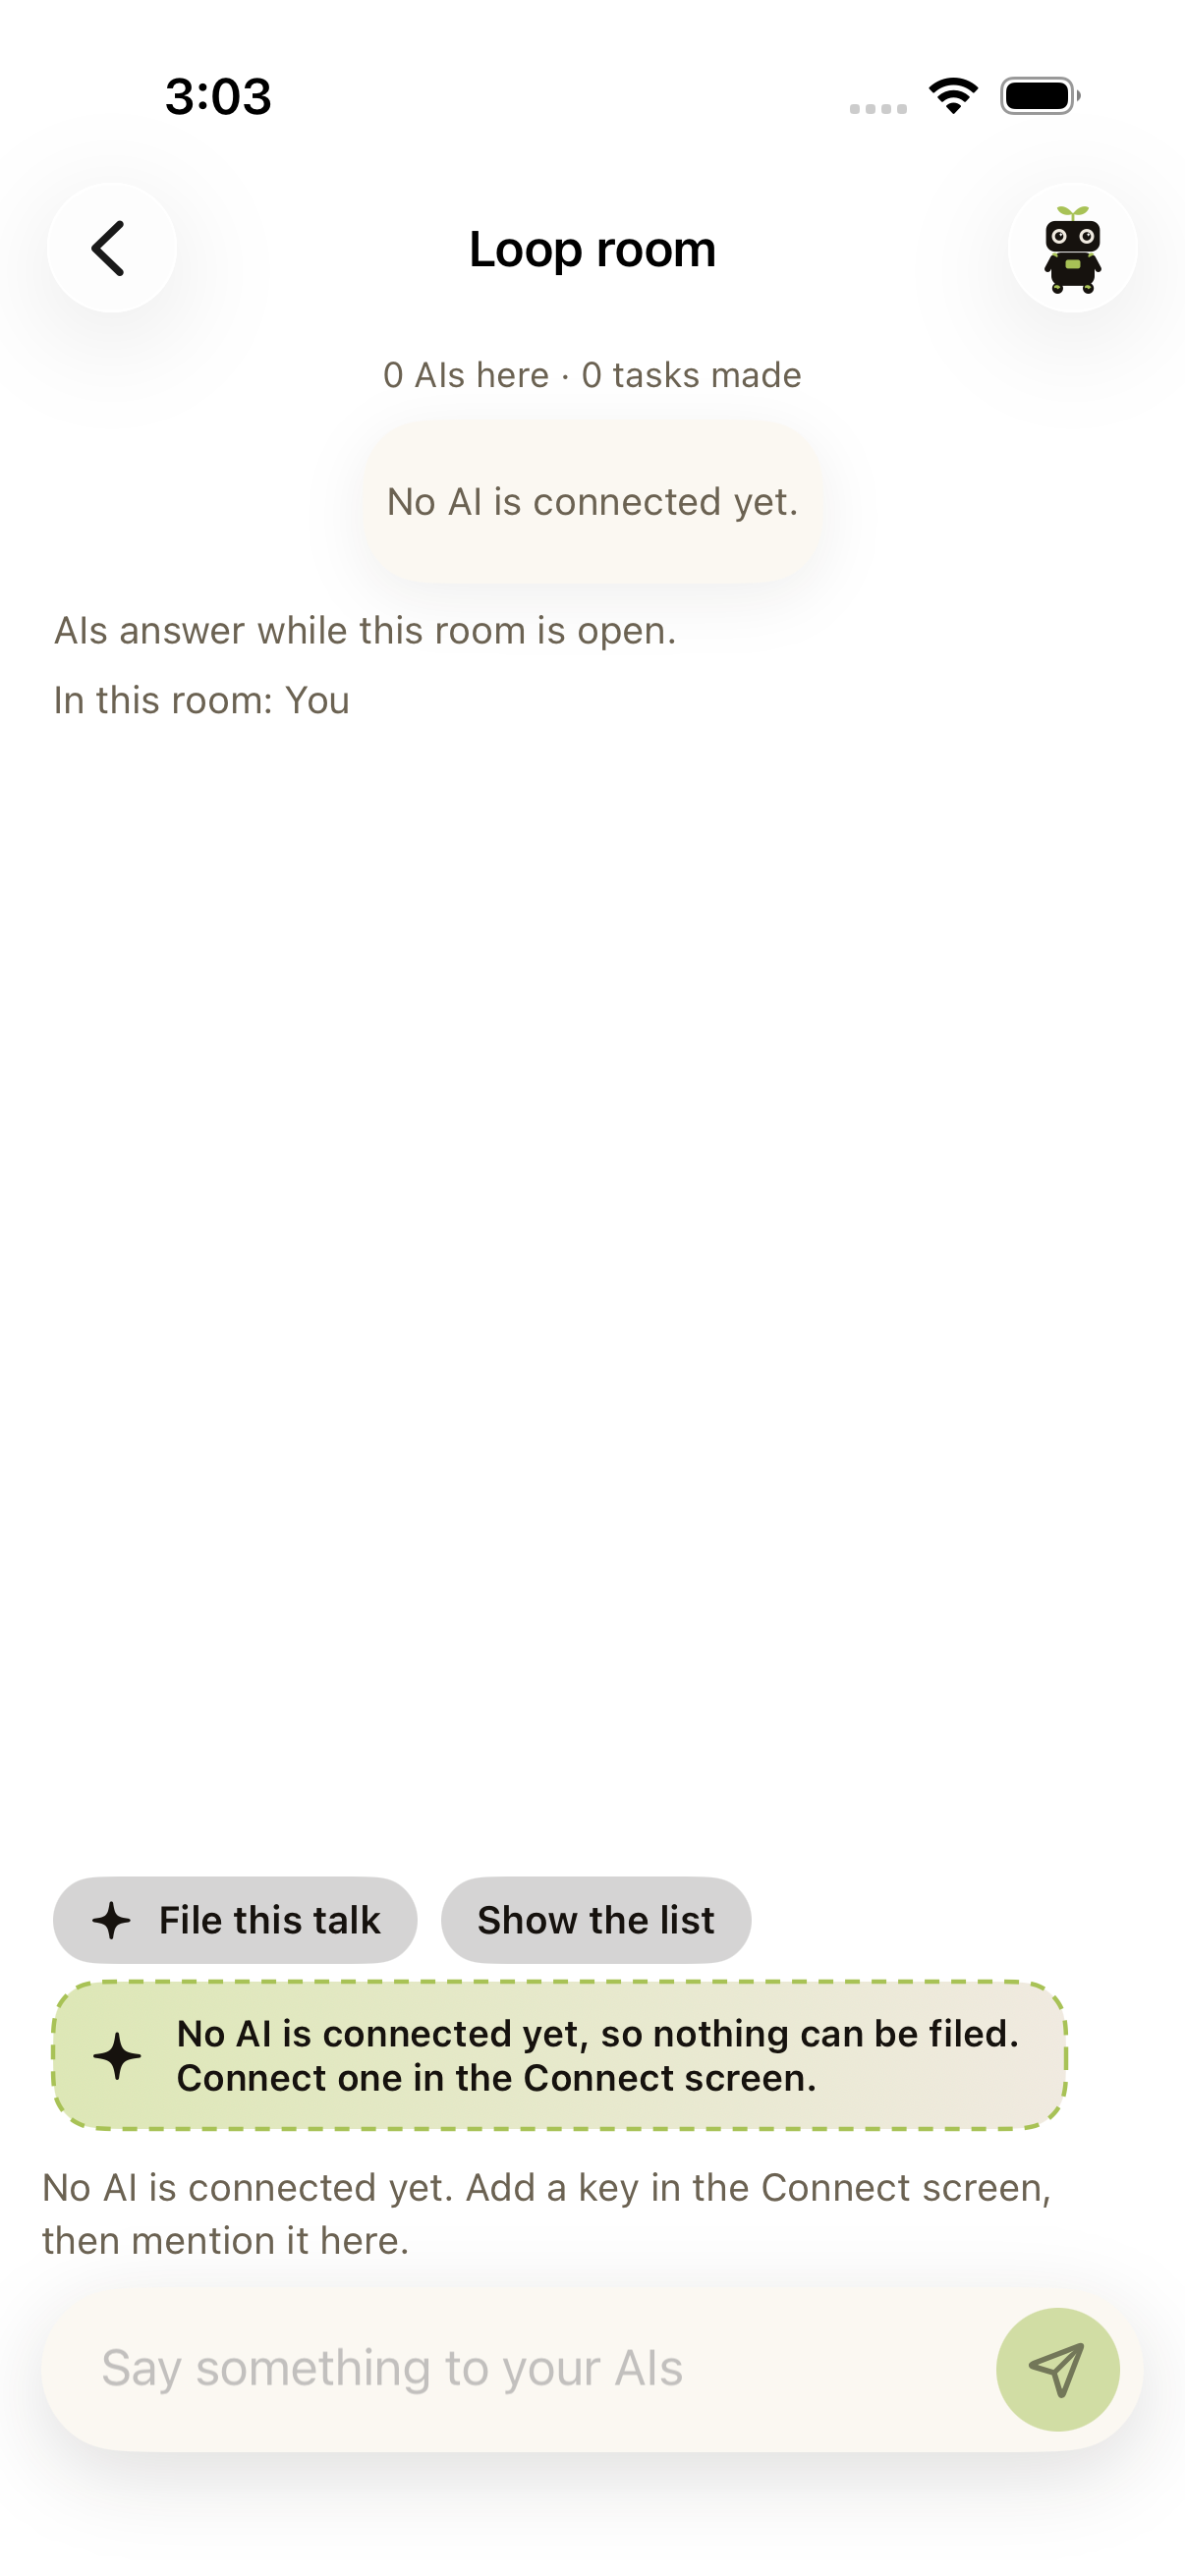 3:03
Loop room
0 AIs here · 0 tasks made
No AI is connected yet.
AIs answer while this room is open.
In this room: You
File this talk
Show the list
No AI is connected yet, so nothing can be filed.
Connect one in the Connect screen.
No AI is connected yet. Add a key in the Connect screen,
then mention it here.
Say something to your AIs